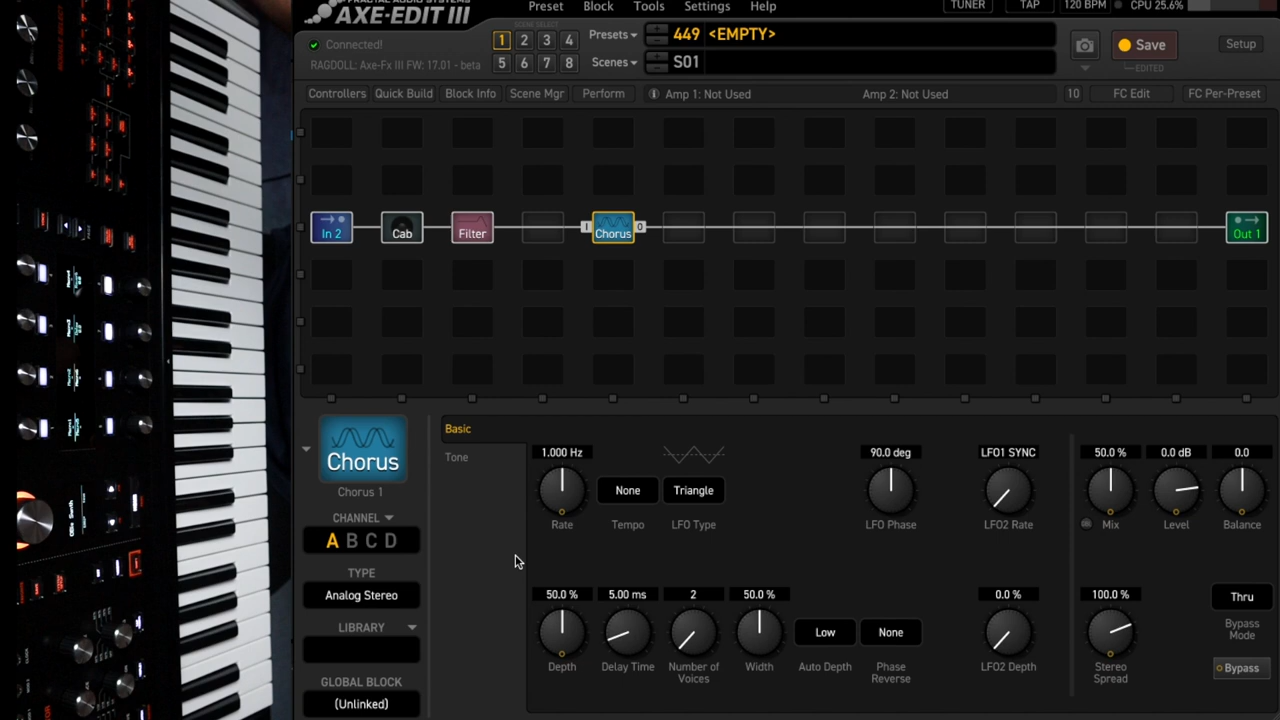 FRACTAL AUDIO SYSTEMS
AXE-EDIT III
Preset Block Tools Settings Help
TUNER TAP 120 BPM CPU 25.6%
Connected!
RAGDOLL: Axe-Fx III FW: 17.01 - beta
SCENE SELECT
1 2 3 4
5 6 7 8
Presets 449 <EMPTY>
Scenes S01
Save
EDITED
Setup
Controllers Quick Build Block Info Scene Mgr Perform Amp 1: Not Used Amp 2: Not Used 10 FC Edit FC Per-Preset
In 2 Cab Filter I Chorus O Out 1
Chorus
Chorus 1
CHANNEL
A B C D
TYPE
Analog Stereo
LIBRARY
GLOBAL BLOCK
(Unlinked)
Basic
Tone
1.000 Hz 90.0 deg LFO1 SYNC 50.0 % 0.0 dB 0.0
None Triangle
Rate Tempo LFO Type LFO Phase LFO2 Rate Mix Level Balance
50.0 % 5.00 ms 2 50.0 % 0.0 % 100.0 %
Low None Thru
Depth Delay Time Number of Voices Width Auto Depth Phase Reverse LFO2 Depth Stereo Spread
Bypass Mode
Bypass